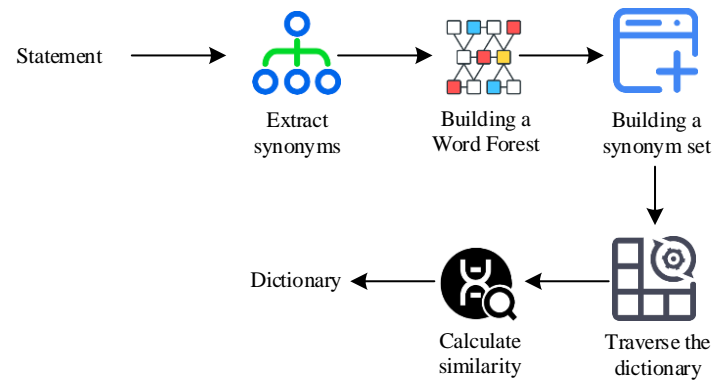 Statement
Extract
synonyms
Building a
Word Forest
Building a
synonym set
Dictionary
Calculate
similarity
Traverse the
dictionary